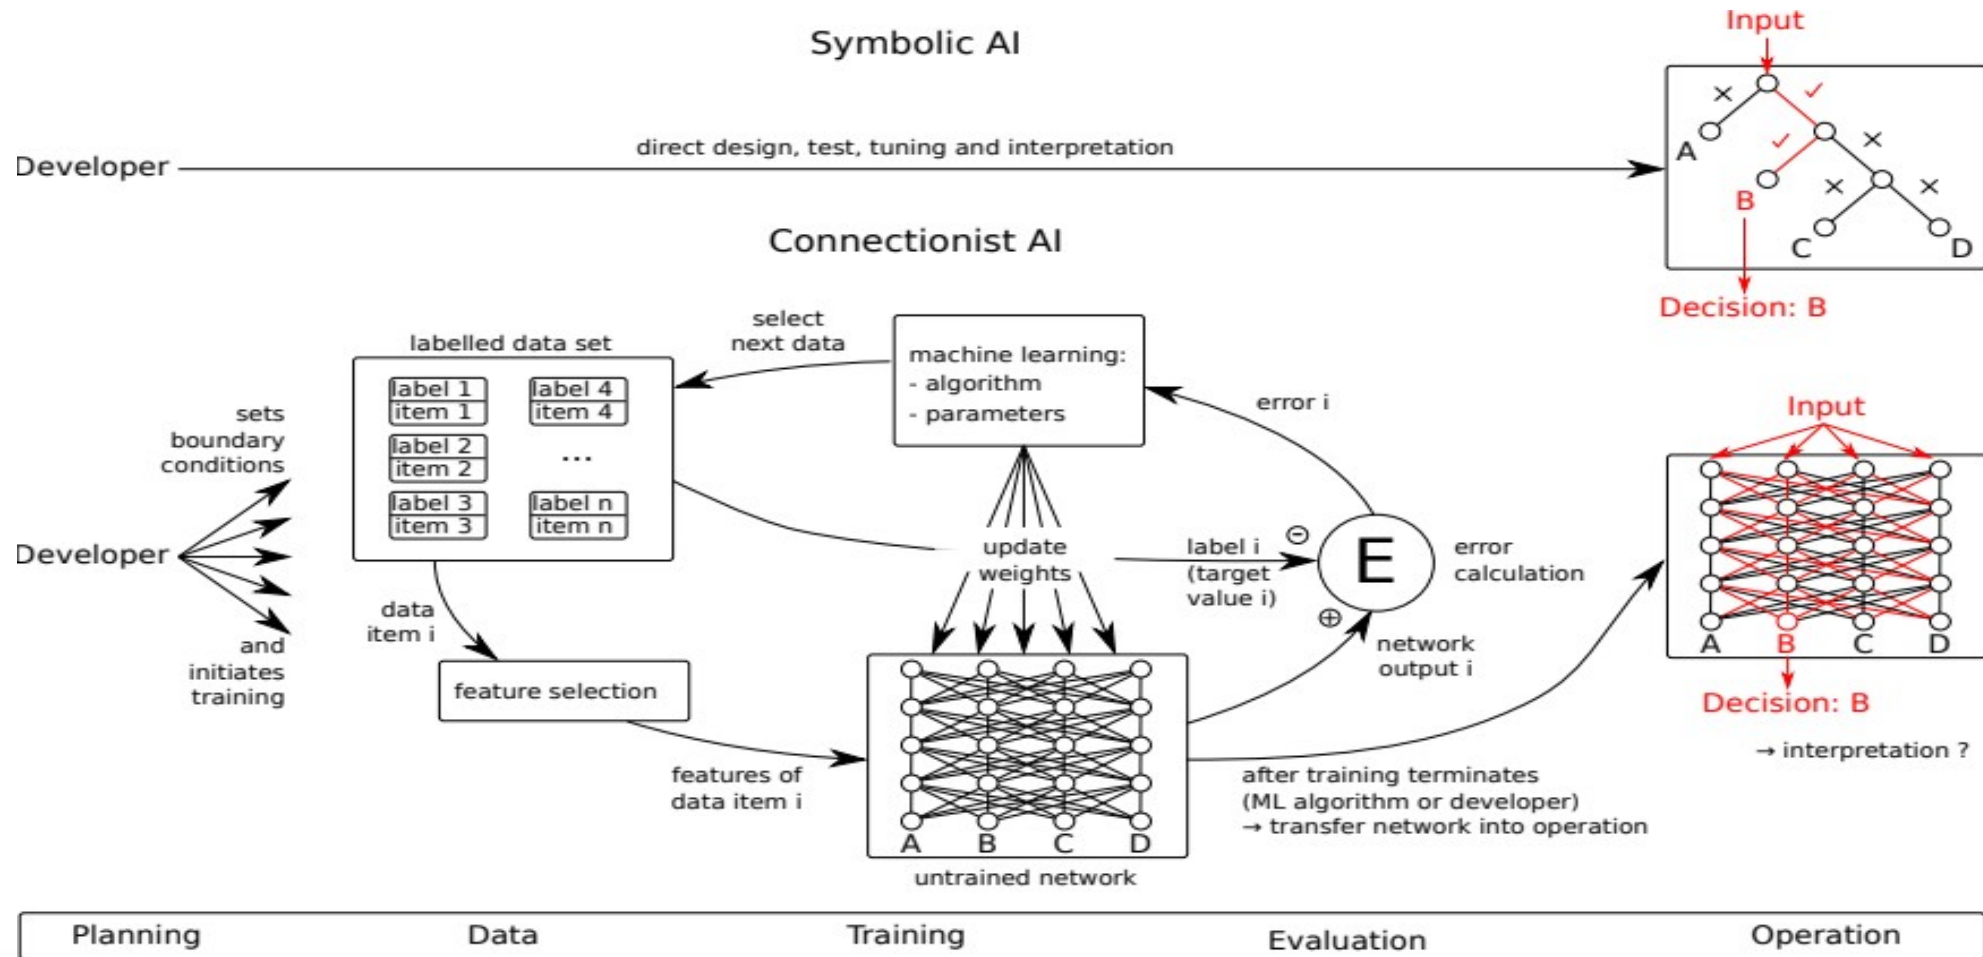 Symbolic AI
Input
Developer
direct design, test, tuning and interpretation
A
B
C
D
Decision: B
Connectionist AI
Developer
sets
boundary
conditions
and
initiates
training
labelled data set
label 1
item 1
label 2
item 2
label 3
item 3
label 4
item 4
...
label n
item n
select
next data
machine learning:
- algorithm
- parameters
error i
update
weights
label i
(target
value i)
⊖
E
⊕
error
calculation
network
output i
data
item i
feature selection
features of
data item i
A B C D
untrained network
after training terminates
(ML algorithm or developer)
→ transfer network into operation
Input
A B C D
Decision: B
→ interpretation ?
Planning Data Training Evaluation Operation